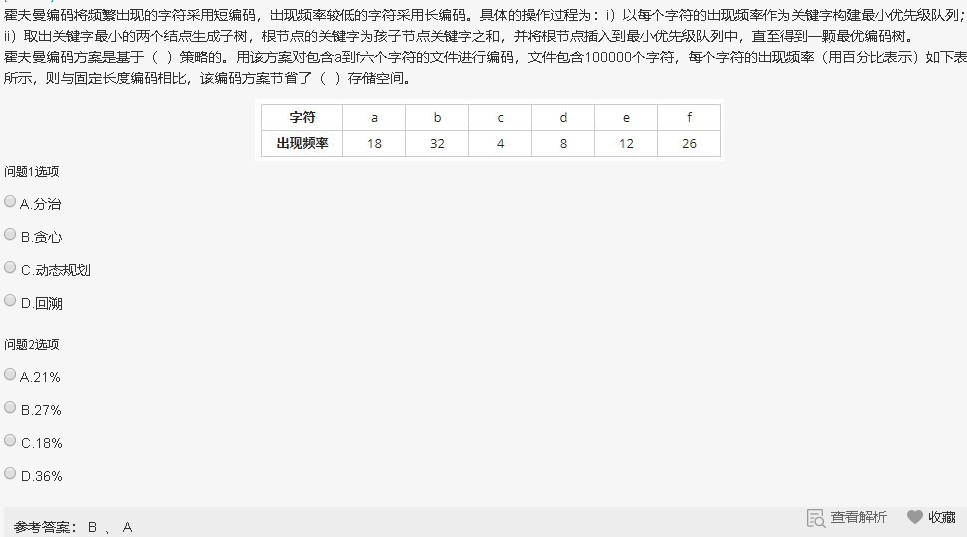 霍夫曼编码将频繁出现的字符采用短编码，出现频率较低的字符采用长编码。具体的操作过程为：i）以每个字符的出现频率作为关键字构建最小优先级队列；
ii）取出关键字最小的两个结点生成子树，根节点的关键字为孩子节点关键字之和，并将根节点插入到最小优先级队列中，直至得到一颗最优编码树。
霍夫曼编码方案是基于（ ）策略的。用该方案对包含a到f六个字符的文件进行编码，文件包含100000个字符，每个字符的出现频率（用百分比表示）如下表
所示，则与固定长度编码相比，该编码方案节省了（ ）存储空间。
字符 a b c d e f
出现频率 18 32 4 8 12 26
问题1选项
A.分治
B.贪心
C.动态规划
D.回溯
问题2选项
A.21%
B.27%
C.18%
D.36%
参考答案： B 、 A 查看解析 收藏